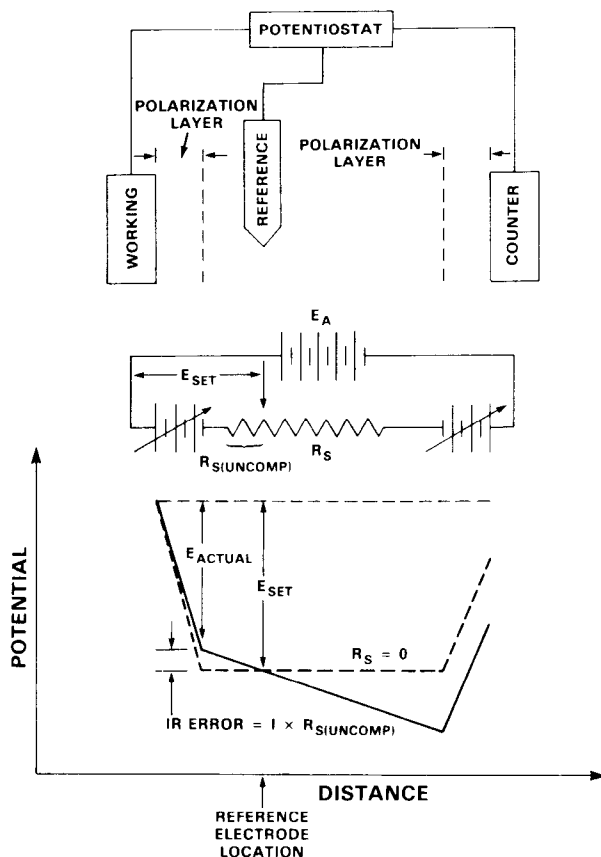 POTENTIOSTAT
POLARIZATION
LAYER
REFERENCE
POLARIZATION
LAYER
WORKING
COUNTER
E_A
E_SET
R_S(UNCOMP)
R_S
POTENTIAL
E_ACTUAL
E_SET
R_S = 0
IR ERROR = I × R_S(UNCOMP)
DISTANCE
REFERENCE
ELECTRODE
LOCATION